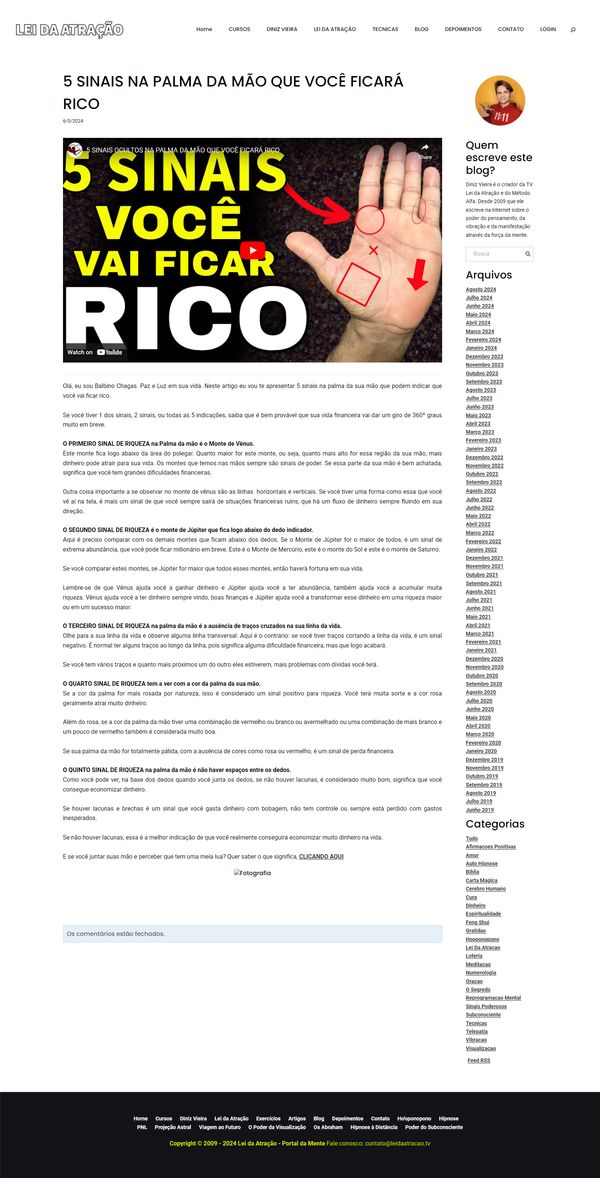 LEI DA ATRAÇÃO
Home CURSOS DINIZ VIEIRA LEI DA ATRAÇÃO TECNICAS BLOG DEPOIMENTOS CONTATO LOGIN
5 SINAIS NA PALMA DA MÃO QUE VOCÊ FICARÁ
RICO
6/5/2024
5 SINAIS OCULTOS NA PALMA DA MÃO QUE VOCÊ FICARÁ RICO
Share
5 SINAIS
VOCÊ
VAI FICAR
RICO
Watch on YouTube
Olá, eu sou Balbino Chagas. Paz e Luz em sua vida. Neste artigo eu vou te apresentar 5 sinais na palma da sua mão que podem indicar que
você vai ficar rico.
Se você tiver 1 dos sinais, 2 sinais, ou todas as 5 indicações, saiba que é bem provável que sua vida financeira vai dar um giro de 360º graus
muito em breve.
O PRIMEIRO SINAL DE RIQUEZA na Palma da mão é o Monte de Vênus.
Este monte fica logo abaixo da área do polegar. Quanto maior for este monte, ou seja, quanto mais alto for essa região da sua mão, mais
dinheiro pode atrair para sua vida. Os montes que temos nas mãos sempre são sinais de poder. Se essa parte da sua mão é bem achatada,
significa que você tem grandes dificuldades financeiras.
Outra coisa importante a se observar no monte de vênus são as linhas horizontais e verticais. Se você tiver uma forma como essa que você
vê aí na tela, é mais um sinal de que você sempre sairá de situações financeiras ruins, que há um fluxo de dinheiro sempre fluindo em sua
direção.
O SEGUNDO SINAL DE RIQUEZA é o monte de Júpiter que fica logo abaixo do dedo indicador.
Aqui é preciso comparar com os demais montes que ficam abaixo dos dedos. Se o Monte de Júpiter for o maior de todos, é um sinal de
extrema abundância, que você pode ficar milionário em breve. Este é o Monte de Mercúrio, este é o monte do Sol e este é o monte de Saturno.
Se você comparar estes montes, se Júpiter for maior que todos esses montes, então haverá fortuna em sua vida.
Lembre-se de que Vênus ajuda você a ganhar dinheiro e Júpiter ajuda você a ter abundância, também ajuda você a acumular muita
riqueza. Vênus ajuda você a ter dinheiro sempre vindo, boas finanças e Júpiter ajuda você a transformar esse dinheiro em uma riqueza maior
ou em um sucesso maior.
O TERCEIRO SINAL DE RIQUEZA na palma da mão é a ausência de traços cruzados na sua linha da vida.
Olhe para a sua linha da vida e observe alguma linha transversal. Aqui é o contrário: se você tiver traços cortando a linha da vida, é um sinal
negativo. É normal ter alguns traços ao longo da linha, pois significa alguma dificuldade financeira, mas que logo acabará.
Se você tem vários traços e quanto mais próximos um do outro eles estiverem, mais problemas com dívidas você terá.
O QUARTO SINAL DE RIQUEZA tem a ver com a cor da palma da sua mão.
Se a cor da palma for mais rosada por natureza, isso é considerado um sinal positivo para riqueza. Você terá muita sorte e a cor rosa
geralmente atrai muito dinheiro.
Além do rosa, se a cor da palma da mão tiver uma combinação de vermelho ou branco ou avermelhado ou uma combinação de mais branco e
um pouco de vermelho também é considerada muito boa.
Se sua palma da mão for totalmente pálida, com a ausência de cores como rosa ou vermelho, é um sinal de perda financeira.
O QUINTO SINAL DE RIQUEZA na palma da mão é não haver espaços entre os dedos.
Como você pode ver, na base dos dedos quando você junta os dedos, se não houver lacunas, é considerado muito bom, significa que você
consegue economizar dinheiro.
Se houver lacunas e brechas é um sinal que você gasta dinheiro com bobagem, não tem controle ou sempre está perdido com gastos
inesperados.
Se não houver lacunas, essa é a melhor indicação de que você realmente conseguirá economizar muito dinheiro na vida.
E se você juntar suas mão e perceber que tem uma meia lua? Quer saber o que significa, CLICANDO AQUI
Fotografia
Os comentários estão fechados.
Quem
escreve este
blog?
Diniz Vieira é o criador da TV
Lei da Atração e do Método
Alfa. Desde 2009 que ele
escreve na Internet sobre o
poder do pensamento, da
vibração e da manifestação
através da força da mente.
Busca
Arquivos
Agosto 2024
Julho 2024
Junho 2024
Maio 2024
Abril 2024
Março 2024
Fevereiro 2024
Janeiro 2024
Dezembro 2023
Novembro 2023
Outubro 2023
Setembro 2023
Agosto 2023
Julho 2023
Junho 2023
Maio 2023
Abril 2023
Março 2023
Fevereiro 2023
Janeiro 2023
Dezembro 2022
Novembro 2022
Outubro 2022
Setembro 2022
Agosto 2022
Julho 2022
Junho 2022
Maio 2022
Abril 2022
Março 2022
Fevereiro 2022
Janeiro 2022
Dezembro 2021
Novembro 2021
Outubro 2021
Setembro 2021
Agosto 2021
Julho 2021
Junho 2021
Maio 2021
Abril 2021
Março 2021
Fevereiro 2021
Janeiro 2021
Dezembro 2020
Novembro 2020
Outubro 2020
Setembro 2020
Agosto 2020
Julho 2020
Junho 2020
Maio 2020
Abril 2020
Março 2020
Fevereiro 2020
Janeiro 2020
Dezembro 2019
Novembro 2019
Outubro 2019
Setembro 2019
Agosto 2019
Julho 2019
Junho 2019
Categorias
Tudo
Afirmacoes Positivas
Amor
Auto Hipnose
Biblia
Carta Magica
Cerebro Humano
Cura
Dinheiro
Espiritualidade
Feng Shui
Gratidao
Hooponopono
Lei Da Atracao
Loteria
Meditacao
Numerologia
Oracao
O Segredo
Reprogramacao Mental
Sinais Poderosos
Subconsciente
Tecnicas
Telepatia
Vibracao
Visualizacao
Feed RSS
Home Cursos Diniz Vieira Lei da Atração Exercícios Artigos Blog Depoimentos Contato Ho'oponopono Hipnose
PNL Projeção Astral Viagem ao Futuro O Poder da Visualização Os Abraham Hipnose à Distância Poder do Subconsciente
Copyright © 2009 - 2024 Lei da Atração - Portal da Mente Fale conosco: contato@leidaatracao.tv